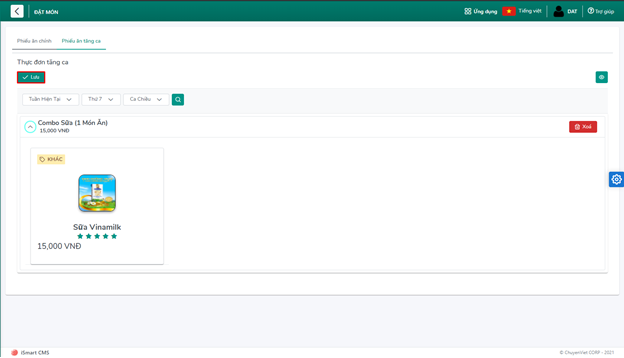 ĐẶT MÓN
Ứng dụng
Tiếng việt
DAT
Trợ giúp
Phiếu ăn chính
Phiếu ăn tăng ca
Thực đơn tăng ca
Lưu
Tuần Hiện Tại
Thứ 7
Ca Chiều
Combo Sữa (1 Món Ăn)
15,000 VNĐ
Xoá
KHÁC
Sữa Vinamilk
15,000 VNĐ
iSmart CMS
© ChuyenViet CORP - 2021